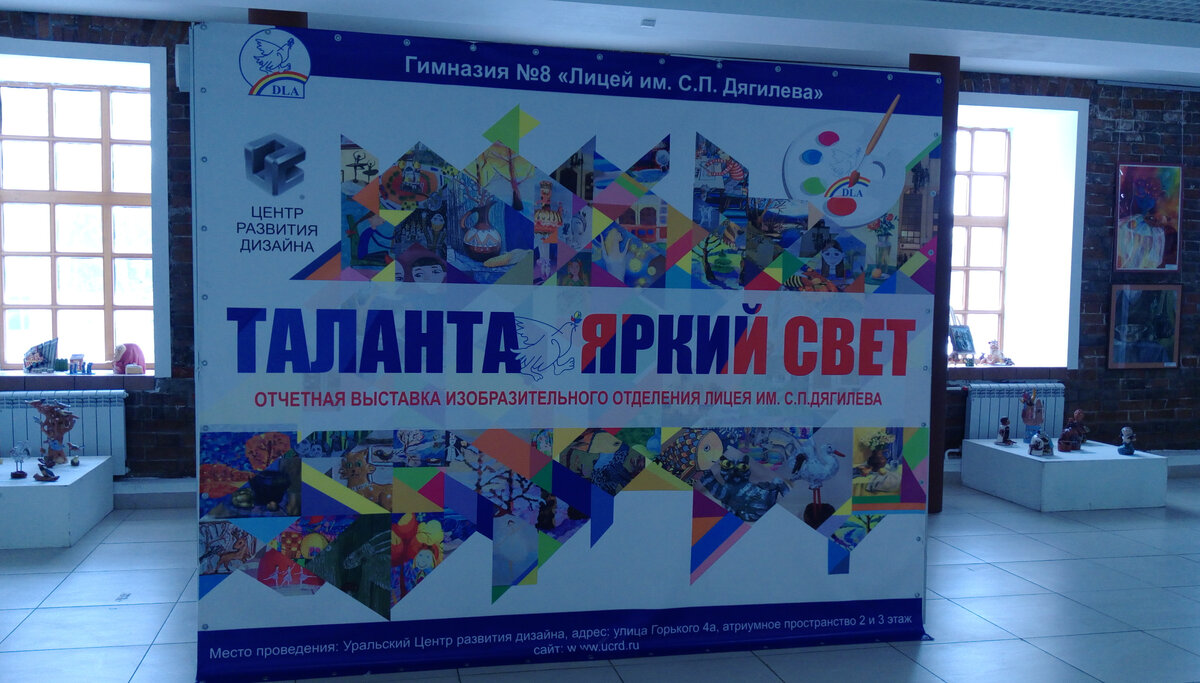 Гимназия №8 «Лицей им. С.П. Дягилева»
DLA
DLA
ЦЕНТР
РАЗВИТИЯ
ДИЗАЙНА
ТАЛАНТА ЯРКИЙ СВЕТ
ОТЧЕТНАЯ ВЫСТАВКА ИЗОБРАЗИТЕЛЬНОГО ОТДЕЛЕНИЯ ЛИЦЕЯ ИМ. С.П.ДЯГИЛЕВА
Место проведения: Уральский Центр развития дизайна, адрес: улица Горького 4а, атриумное пространство 2 и 3 этаж
сайт: www.ucrd.ru